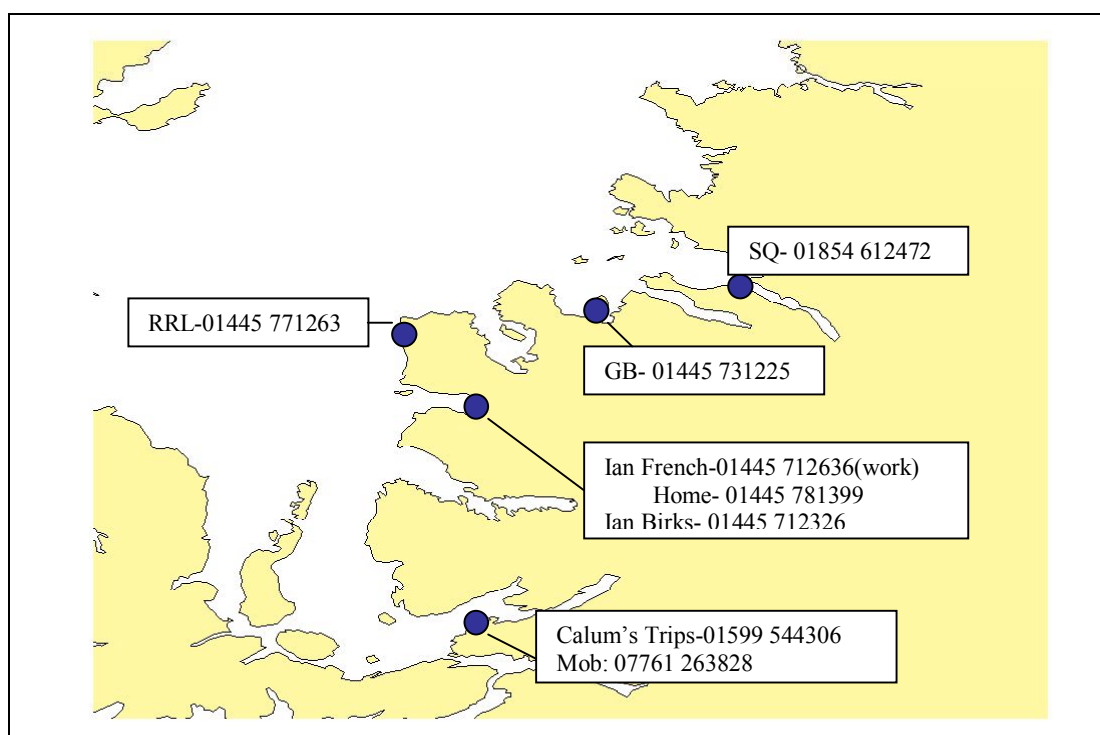 SQ- 01854 612472
RRL-01445 771263
GB- 01445 731225
Ian French-01445 712636(work)
Home- 01445 781399
Ian Birks- 01445 712326
Calum's Trips-01599 544306
Mob: 07761 263828